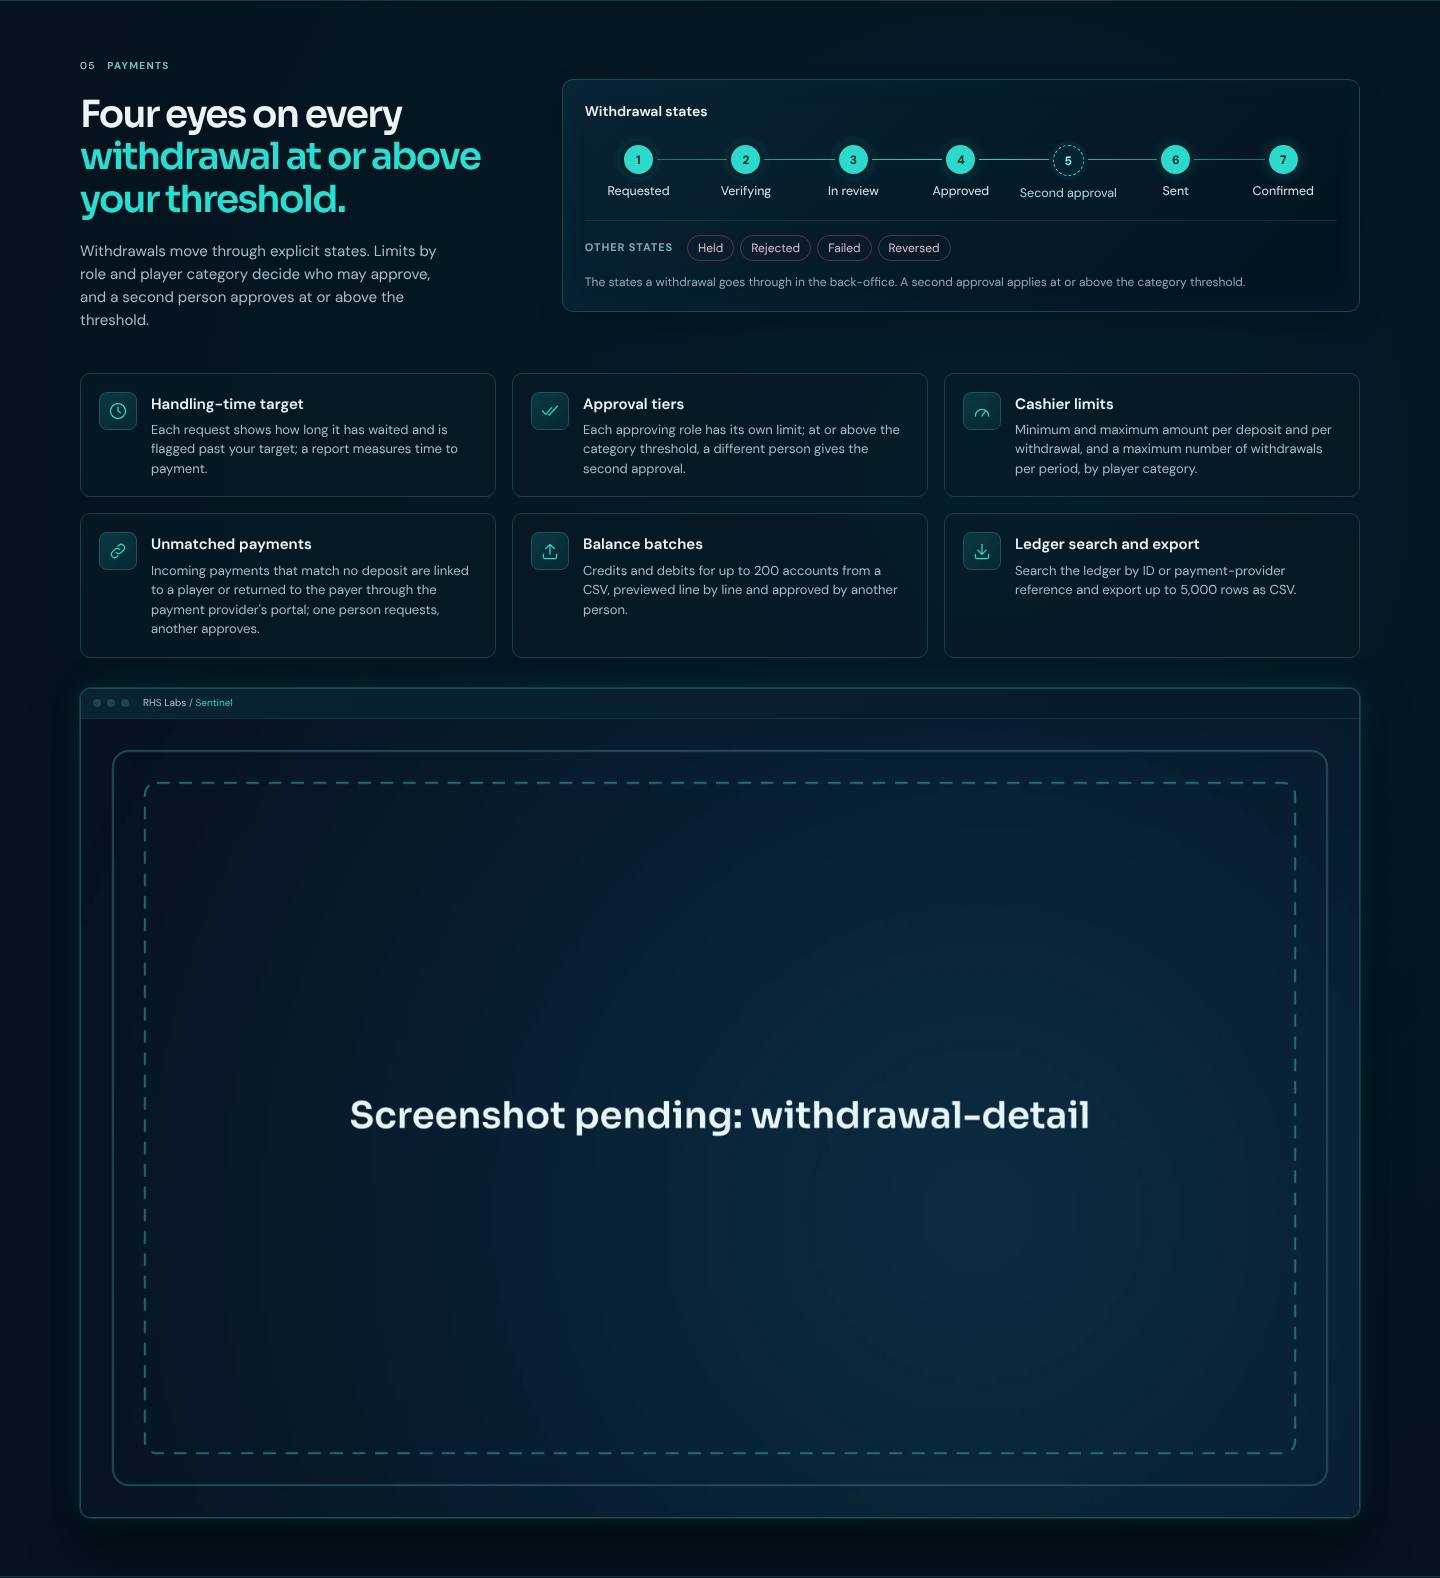 05 PAYMENTS
Four eyes on every
withdrawal at or above
your threshold.
Withdrawals move through explicit states. Limits by
role and player category decide who may approve,
and a second person approves at or above the
threshold.
Withdrawal states
1 2 3 4 5 6 7
Requested Verifying In review Approved Second approval Sent Confirmed
OTHER STATES Held Rejected Failed Reversed
The states a withdrawal goes through in the back-office. A second approval applies at or above the category threshold.
Handling-time target
Each request shows how long it has waited and is
flagged past your target; a report measures time to
payment.
Approval tiers
Each approving role has its own limit; at or above the
category threshold, a different person gives the
second approval.
Cashier limits
Minimum and maximum amount per deposit and per
withdrawal, and a maximum number of withdrawals
per period, by player category.
Unmatched payments
Incoming payments that match no deposit are linked
to a player or returned to the payer through the
payment provider's portal; one person requests,
another approves.
Balance batches
Credits and debits for up to 200 accounts from a
CSV, previewed line by line and approved by another
person.
Ledger search and export
Search the ledger by ID or payment-provider
reference and export up to 5,000 rows as CSV.
RHS Labs / Sentinel
Screenshot pending: withdrawal-detail